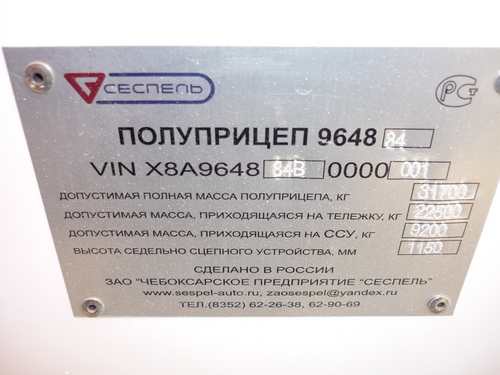 СЕСПЕЛЬ
РСТ
ПОЛУПРИЦЕП 9648 84
VIN X8A9648 84B 0000 001
ДОПУСТИМАЯ ПОЛНАЯ МАССА ПОЛУПРИЦЕПА, КГ 31700
ДОПУСТИМАЯ МАССА, ПРИХОДЯЩАЯСЯ НА ТЕЛЕЖКУ, КГ 22500
ДОПУСТИМАЯ МАССА, ПРИХОДЯЩАЯСЯ НА ССУ, КГ 9200
ВЫСОТА СЕДЕЛЬНО СЦЕПНОГО УСТРОЙСТВА, ММ 1150
СДЕЛАНО В РОССИИ
ЗАО "ЧЕБОКСАРСКОЕ ПРЕДПРИЯТИЕ "СЕСПЕЛЬ"
www.sespel-auto.ru, zaosespel@yandex.ru
ТЕЛ.(8352) 62-26-38, 62-90-69